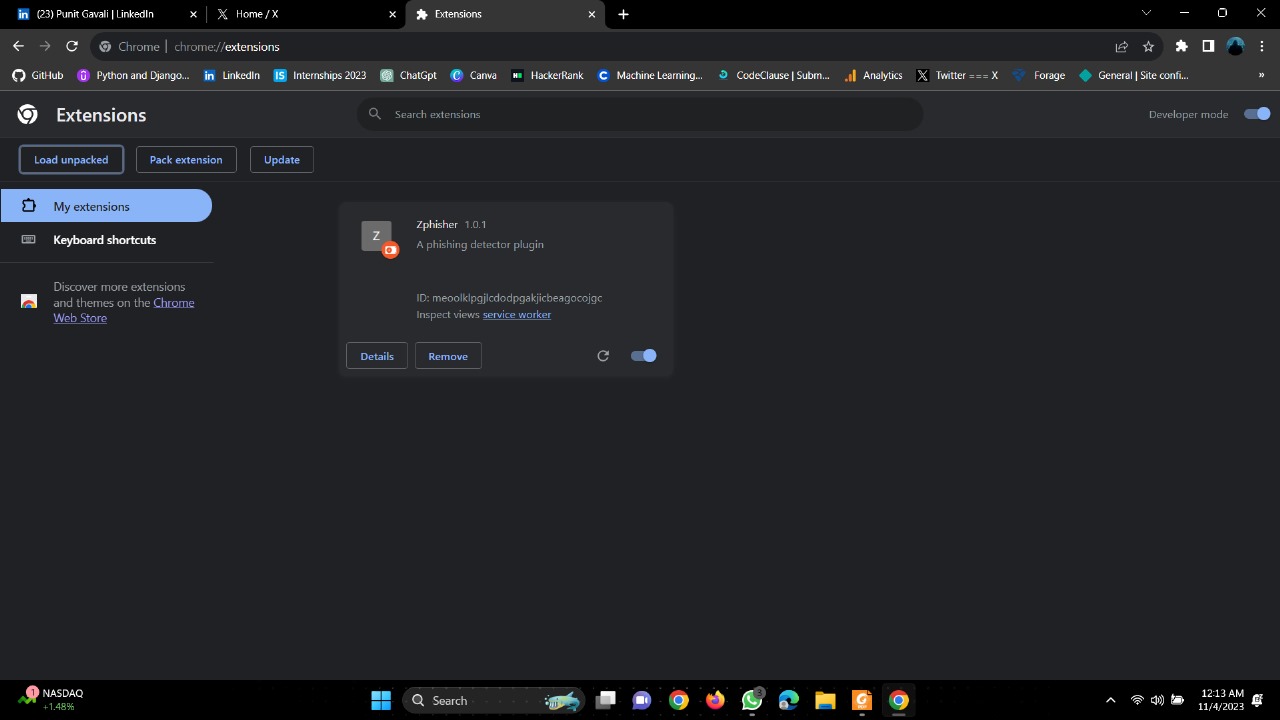 (23) Punit Gavali | LinkedIn
Home / X
Extensions
Chrome
chrome://extensions
GitHub
Python and Django...
LinkedIn
Internships 2023
ChatGpt
Canva
HackerRank
Machine Learning...
CodeClause | Subm...
Analytics
Twitter === X
Forage
General | Site confi...
»
Extensions
Search extensions
Developer mode
Load unpacked
Pack extension
Update
My extensions
Keyboard shortcuts
Discover more extensions
and themes on the Chrome
Web Store
Z
Zphisher 1.0.1
A phishing detector plugin
ID: meoolklpgjlcdodpgakjicbeagocojgc
Inspect views service worker
Details
Remove
1
NASDAQ
+1.48%
Search
3
12:13 AM
11/4/2023